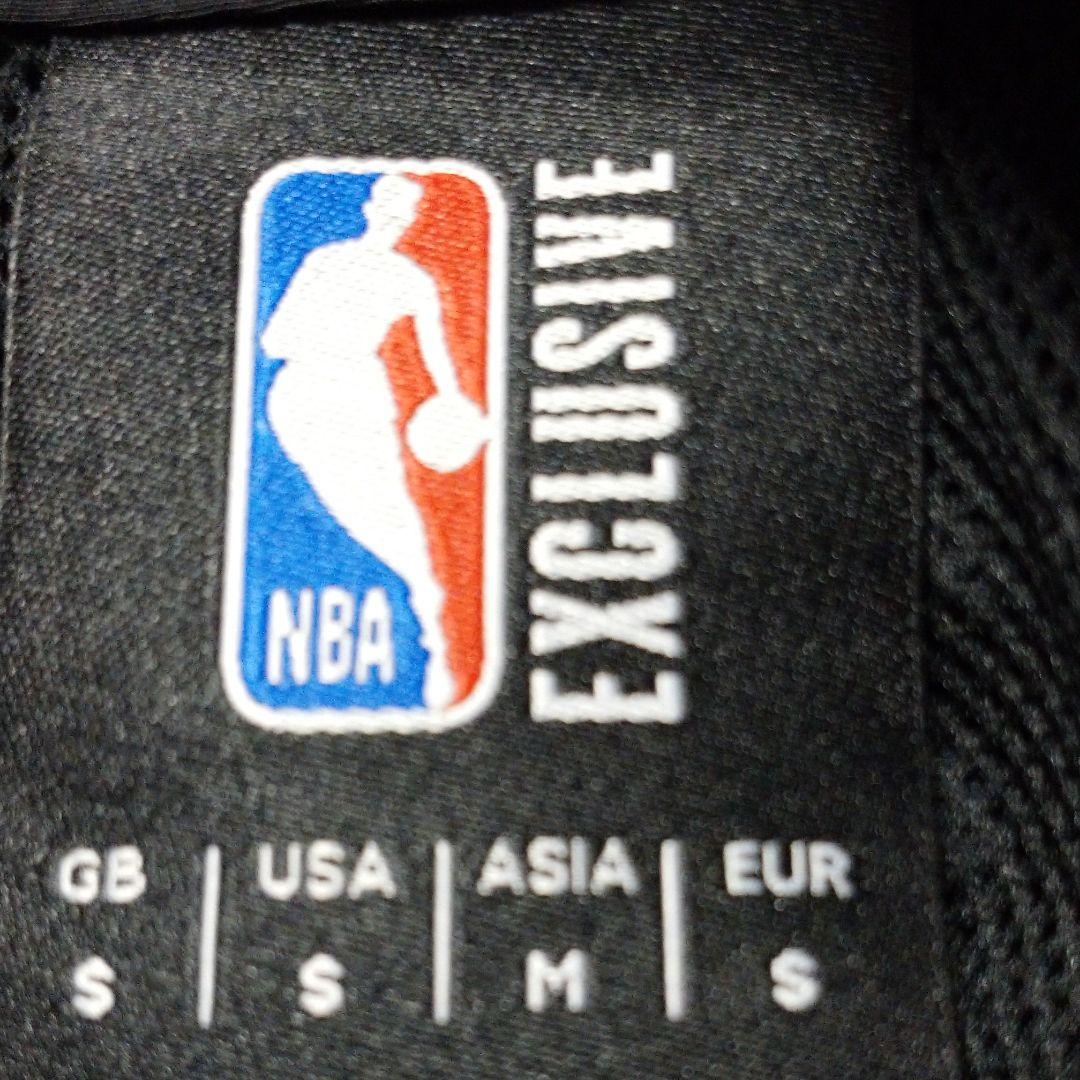 NBA
EXCLUSIVE
GB | USA | ASIA | EUR
S | S | M | S